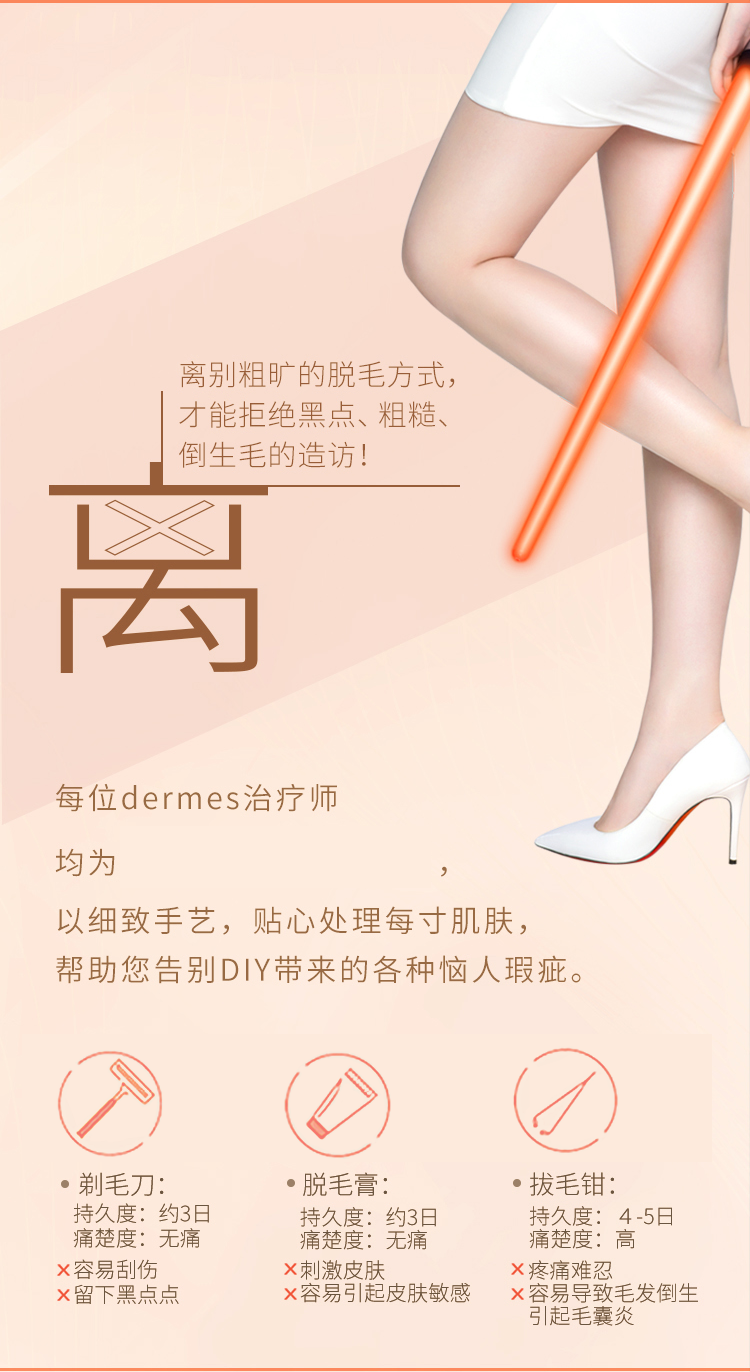 离别粗旷的脱毛方式，
才能拒绝黑点、粗糙、
倒生毛的造访！
离
每位dermes治疗师
均为，
以细致手艺，贴心处理每寸肌肤，
帮助您告别DIY带来的各种恼人瑕疵。
• 剃毛刀：
持久度：约3日
痛楚度：无痛
×容易刮伤
×留下黑点点
• 脱毛膏：
持久度：约3日
痛楚度：无痛
×刺激皮肤
×容易引起皮肤敏感
• 拔毛钳：
持久度：4-5日
痛楚度：高
×疼痛难忍
×容易导致毛发倒生
引起毛囊炎